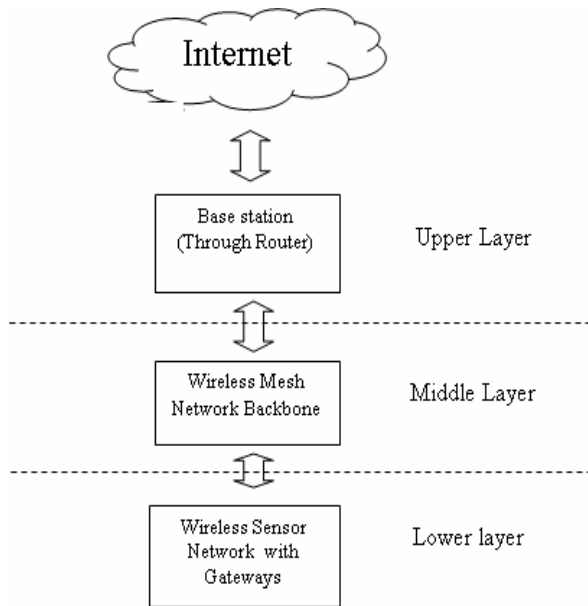 Internet
Base station
(Through Router)
Upper Layer
Wireless Mesh
Network Backbone
Middle Layer
Wireless Sensor
Network with
Gateways
Lower layer